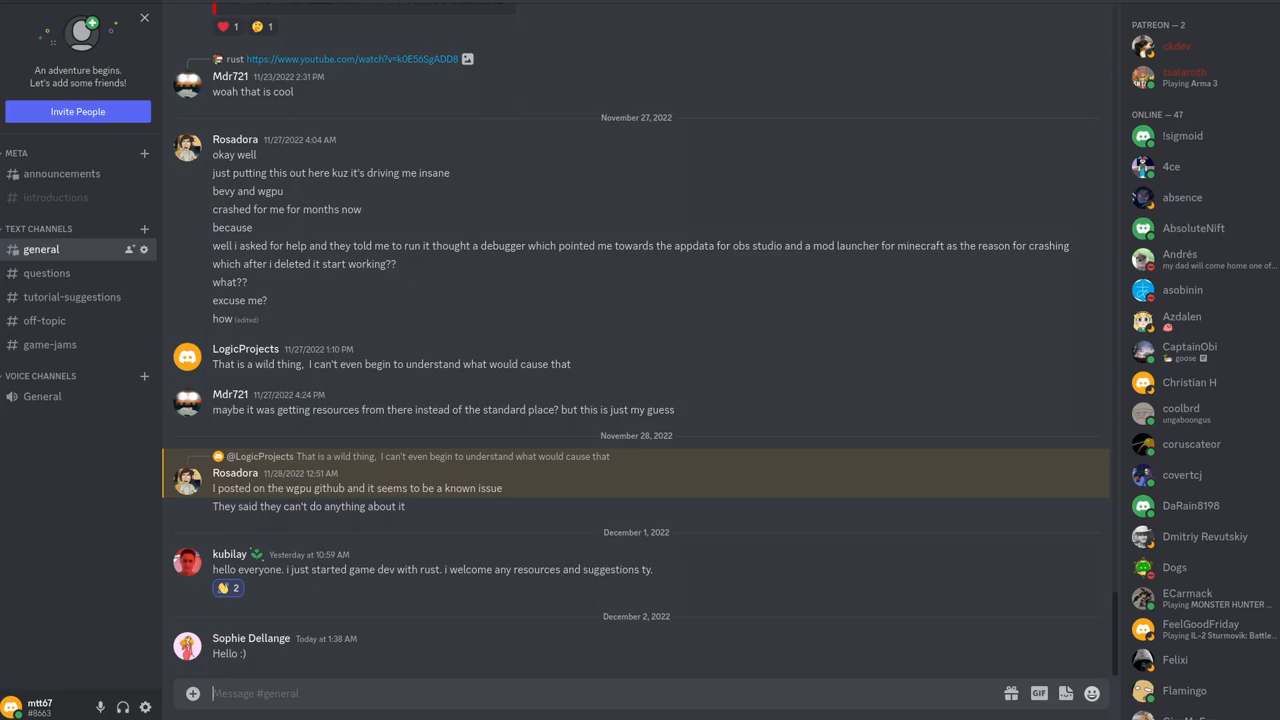 An adventure begins.
Let's add some friends!
Invite People
META
announcements
introductions
TEXT CHANNELS
general
questions
tutorial-suggestions
off-topic
game-jams
VOICE CHANNELS
General
mtt67
#8663
1 1
rust https://www.youtube.com/watch?v=k0E56SgADD8
Mdr721 11/23/2022 2:31 PM
woah that is cool
November 27, 2022
Rosadora 11/27/2022 4:04 AM
okay well
just putting this out here kuz it's driving me insane
bevy and wgpu
crashed for me for months now
because
well i asked for help and they told me to run it thought a debugger which pointed me towards the appdata for obs studio and a mod launcher for minecraft as the reason for crashing
which after i deleted it start working??
what??
excuse me?
how (edited)
LogicProjects 11/27/2022 1:10 PM
That is a wild thing, I can't even begin to understand what would cause that
Mdr721 11/27/2022 4:24 PM
maybe it was getting resources from there instead of the standard place? but this is just my guess
November 28, 2022
@LogicProjects That is a wild thing, I can't even begin to understand what would cause that
Rosadora 11/28/2022 12:51 AM
I posted on the wgpu github and it seems to be a known issue
They said they can't do anything about it
December 1, 2022
kubilay Yesterday at 10:59 AM
hello everyone. i just started game dev with rust. i welcome any resources and suggestions ty.
2
December 2, 2022
Sophie Dellange Today at 1:38 AM
Hello :)
Message #general
GIF
PATREON — 2
ckdev
tsalaroth
Playing Arma 3
ONLINE — 47
!sigmoid
4ce
absence
AbsoluteNift
Andrés
my dad will come home one of...
asobinin
Azdalen
CaptainObi
goose
Christian H
coolbrd
ungaboongus
coruscateor
covertcj
DaRain8198
Dmitriy Revutskiy
Dogs
ECarmack
Playing MONSTER HUNTER ...
FeelGoodFriday
Playing IL-2 Sturmovik: Battle...
Felixi
Flamingo